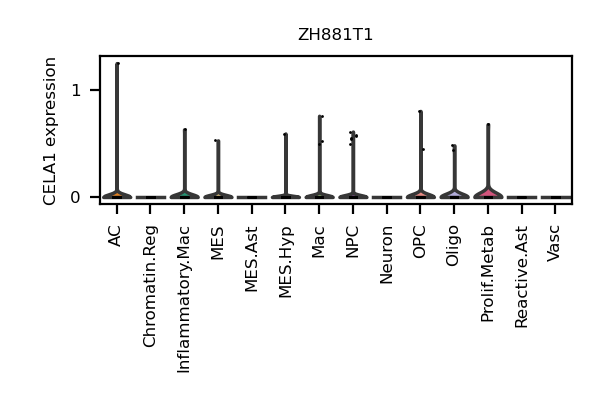 ZH881T1
CELA1 expression
1
0
AC
Chromatin.Reg
Inflammatory.Mac
MES
MES.Ast
MES.Hyp
Mac
NPC
Neuron
OPC
Oligo
Prolif.Metab
Reactive.Ast
Vasc